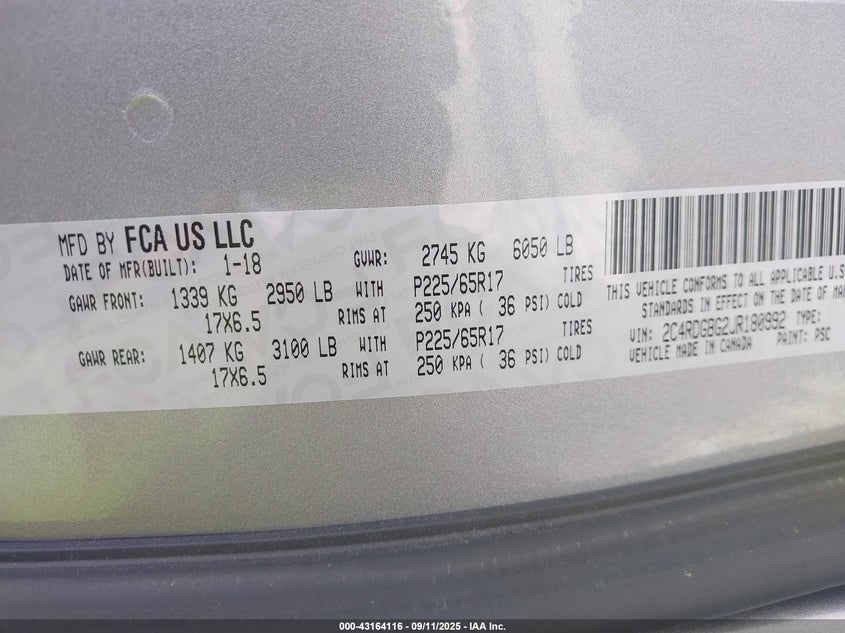 MFD BY FCA US LLC
DATE OF MFR(BUILT): 1-18 GVWR: 2745 KG 6050 LB
GAWR FRONT: 1339 KG 2950 LB WITH P225/65R17 TIRES
17X6.5 RIMS AT 250 KPA ( 36 PSI) COLD
GAWR REAR: 1407 KG 3100 LB WITH P225/65R17 TIRES
17X6.5 RIMS AT 250 KPA ( 36 PSI) COLD
THIS VEHICLE CONFORMS TO ALL APPLICABLE U.S
STANDARDS IN EFFECT ON THE DATE OF MAN
VIN: 2C4RDGBG2JR180992 TYPE:
VEHICLE MADE IN CANADA PAINT: PSC
000-43164116 - 09/11/2025 - IAA Inc.